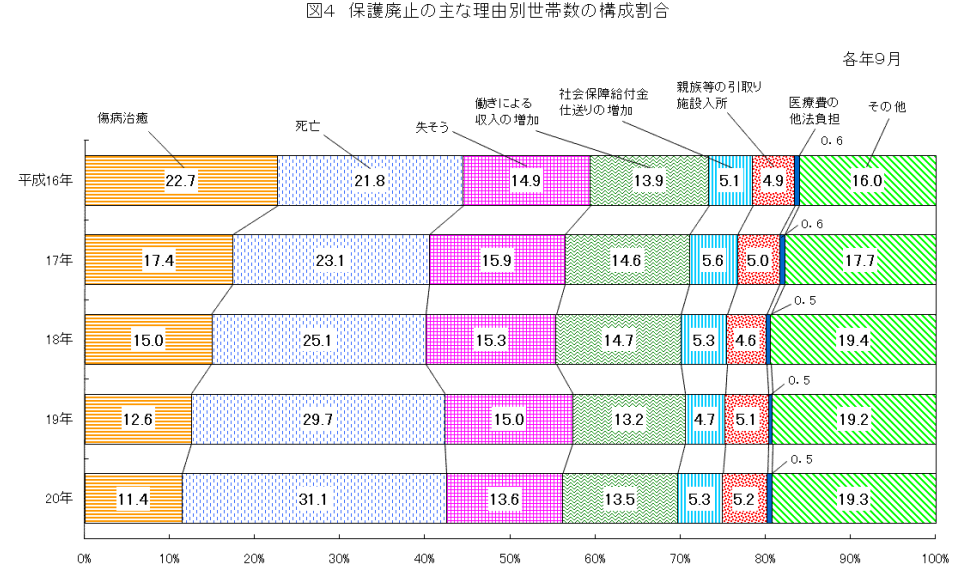 図4 保護廃止の主な理由別世帯数の構成割合
各年9月
傷病治癒
死亡
失そう
働きによる
収入の増加
社会保障給付金
仕送りの増加
親族等の引取り
施設入所
医療費の
他法負担
その他
0.6
平成16年
22.7
21.8
14.9
13.9
5.1
4.9
16.0
0.6
17年
17.4
23.1
15.9
14.6
5.6
5.0
17.7
0.5
18年
15.0
25.1
15.3
14.7
5.3
4.6
19.4
0.5
19年
12.6
29.7
15.0
13.2
4.7
5.1
19.2
0.5
20年
11.4
31.1
13.6
13.5
5.3
5.2
19.3
0% 10% 20% 30% 40% 50% 60% 70% 80% 90% 100%